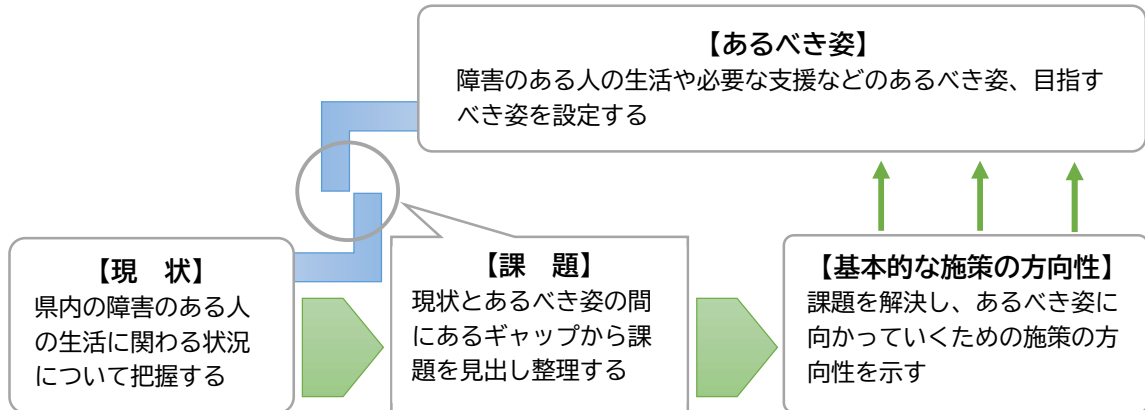 【あるべき姿】
障害のある人の生活や必要な支援などのあるべき姿、目指す
べき姿を設定する
【現　状】
県内の障害のある人
の生活に関わる状況
について把握する
【課　題】
現状とあるべき姿の間
にあるギャップから課
題を見出し整理する
【基本的な施策の方向性】
課題を解決し、あるべき姿に
向かっていくための施策の方
向性を示す